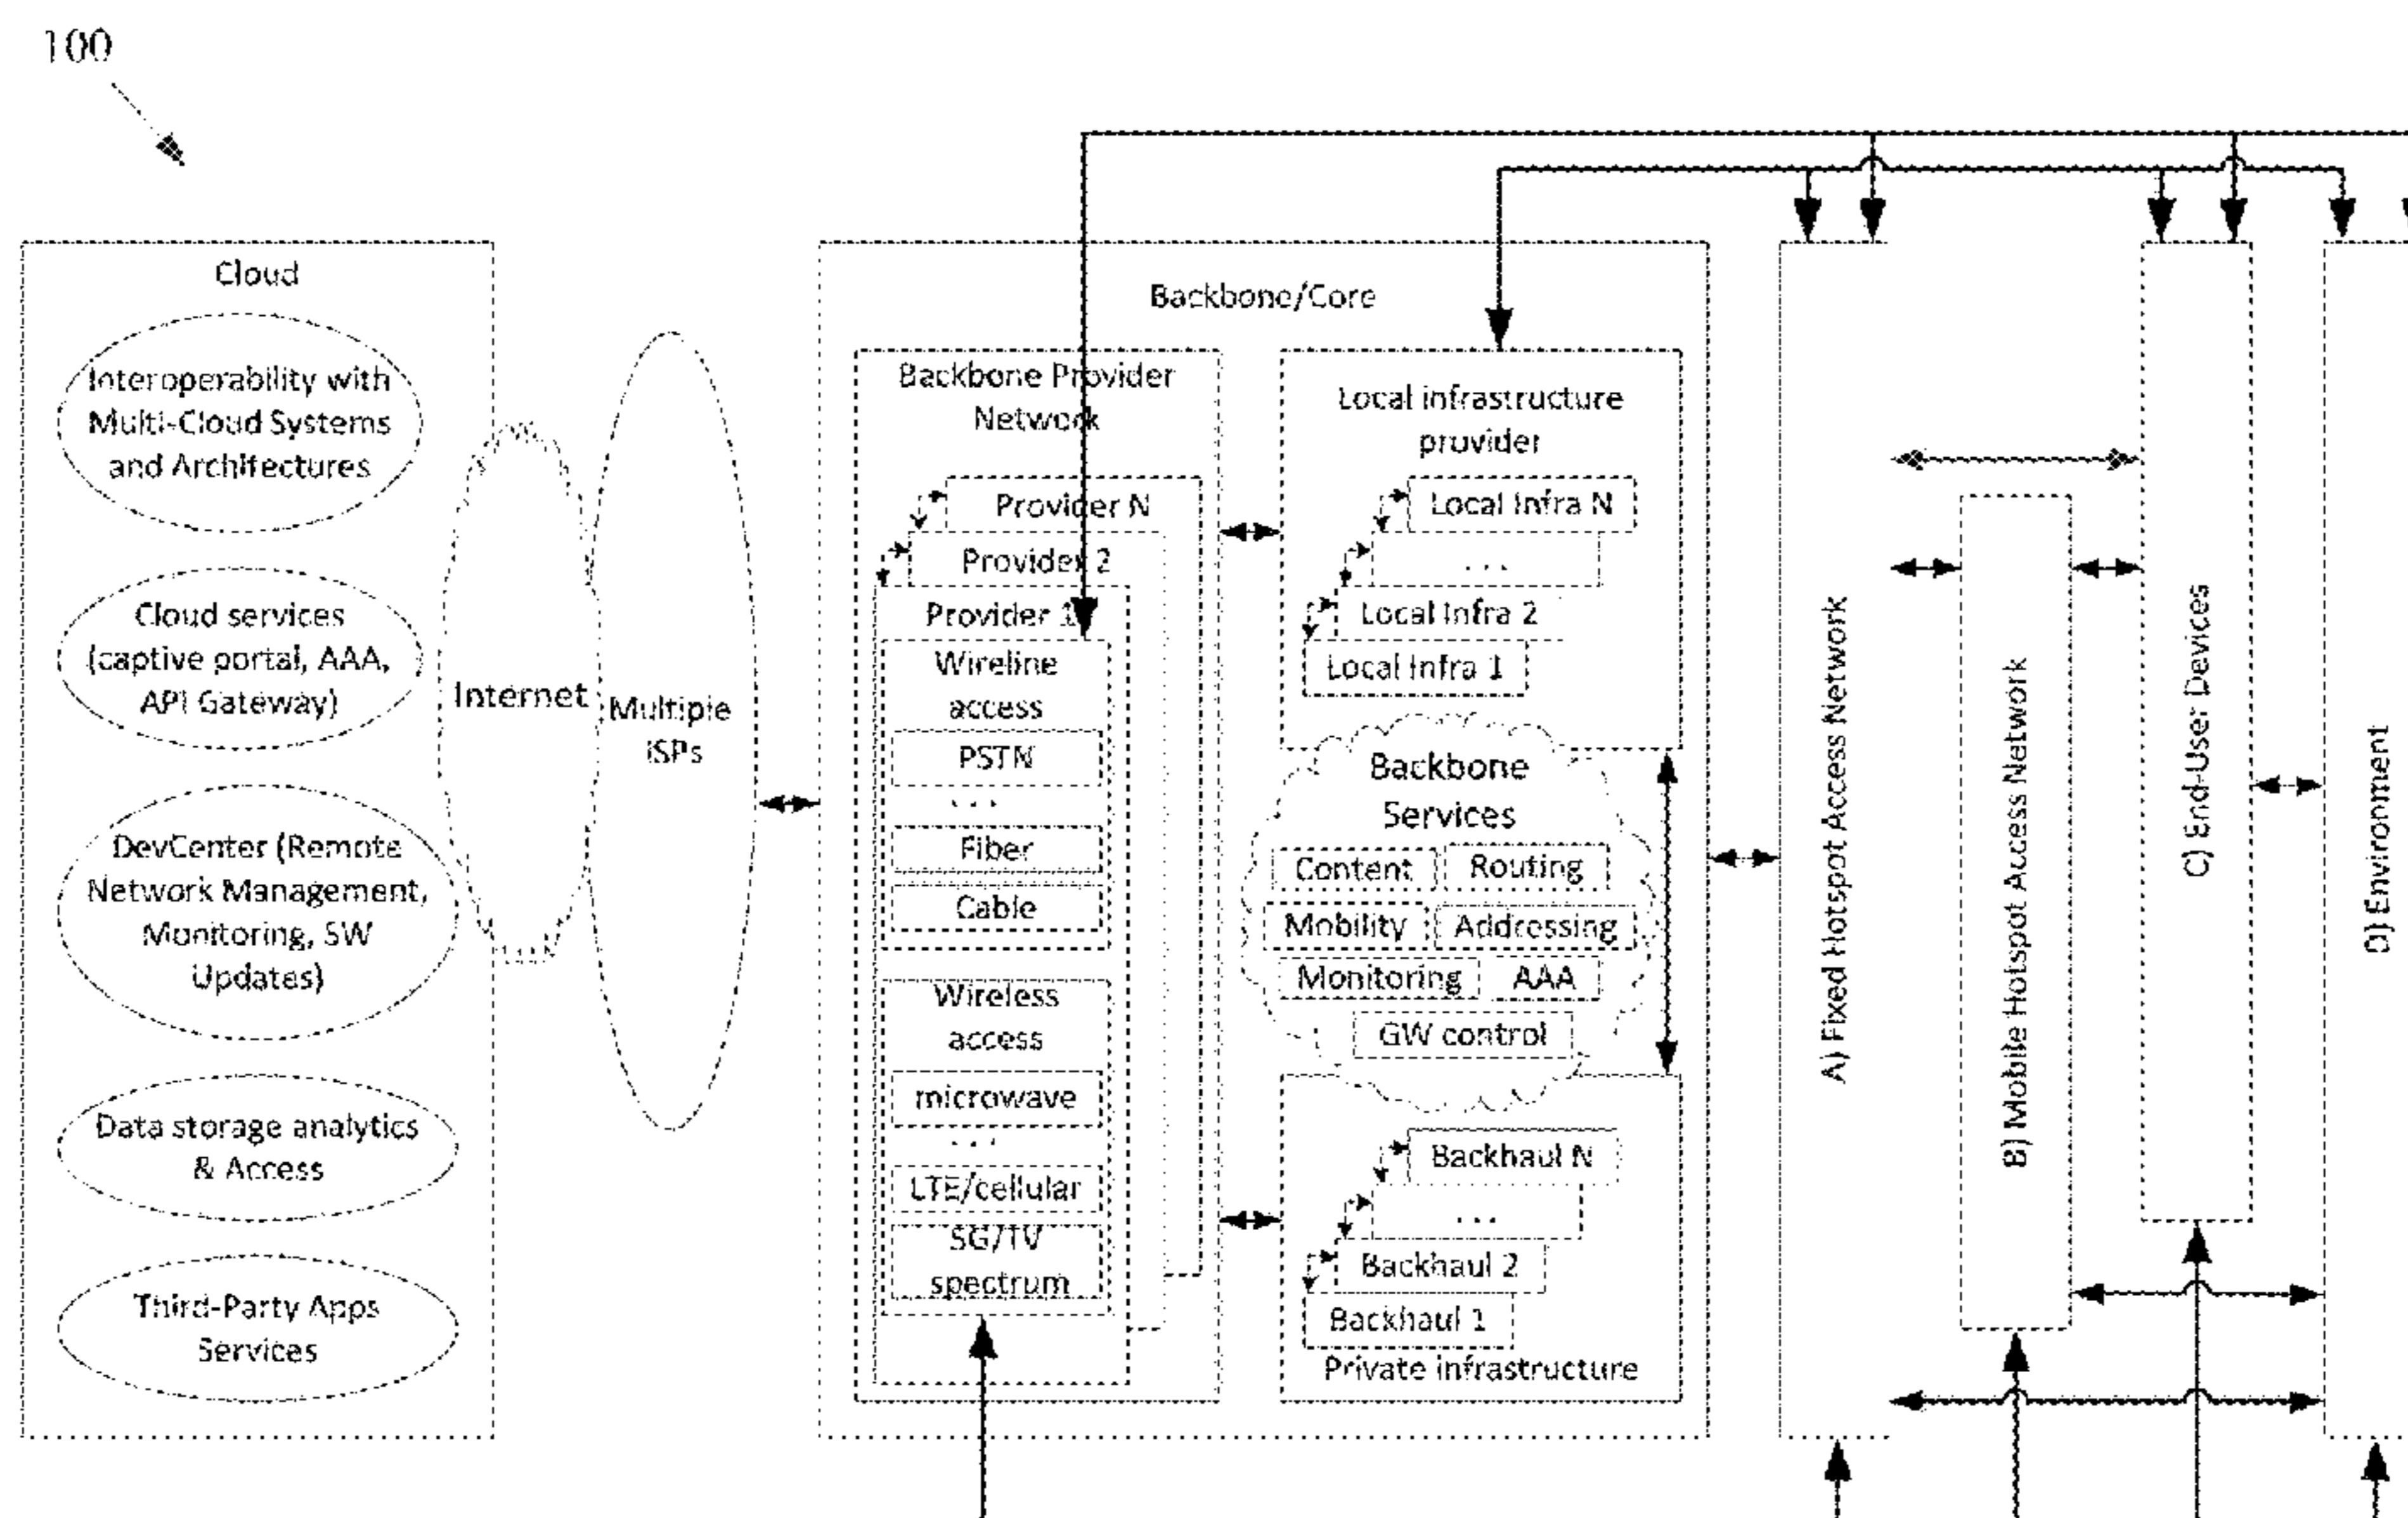 100
Cloud
Interoperability with
Multi-Cloud Systems
and Architectures
Cloud services
(captive portal, AAA,
API Gateway)
DevCenter (Remote
Network Management,
Monitoring, SW
Updates)
Data storage analytics
& Access
Third-Party Apps
Services
Internet
Multiple
ISPs
Backbone/Core
Backbone Provider
Network
Provider N
Provider 2
Provider 1
Wireline
access
PSTN
...
Fiber
Cable
Wireless
access
microwave
...
LTE/cellular
SG/TV
spectrum
Local infrastructure
provider
Local Infra N
...
Local Infra 2
Local Infra 1
Backbone
Services
Content
Routing
Mobility
Addressing
Monitoring
AAA
GW control
Backhaul N
...
Backhaul 2
Backhaul 1
Private infrastructure
A) Fixed Hotspot Access Network
B) Mobile Hotspot Access Network
C) End-User Devices
D) Environment